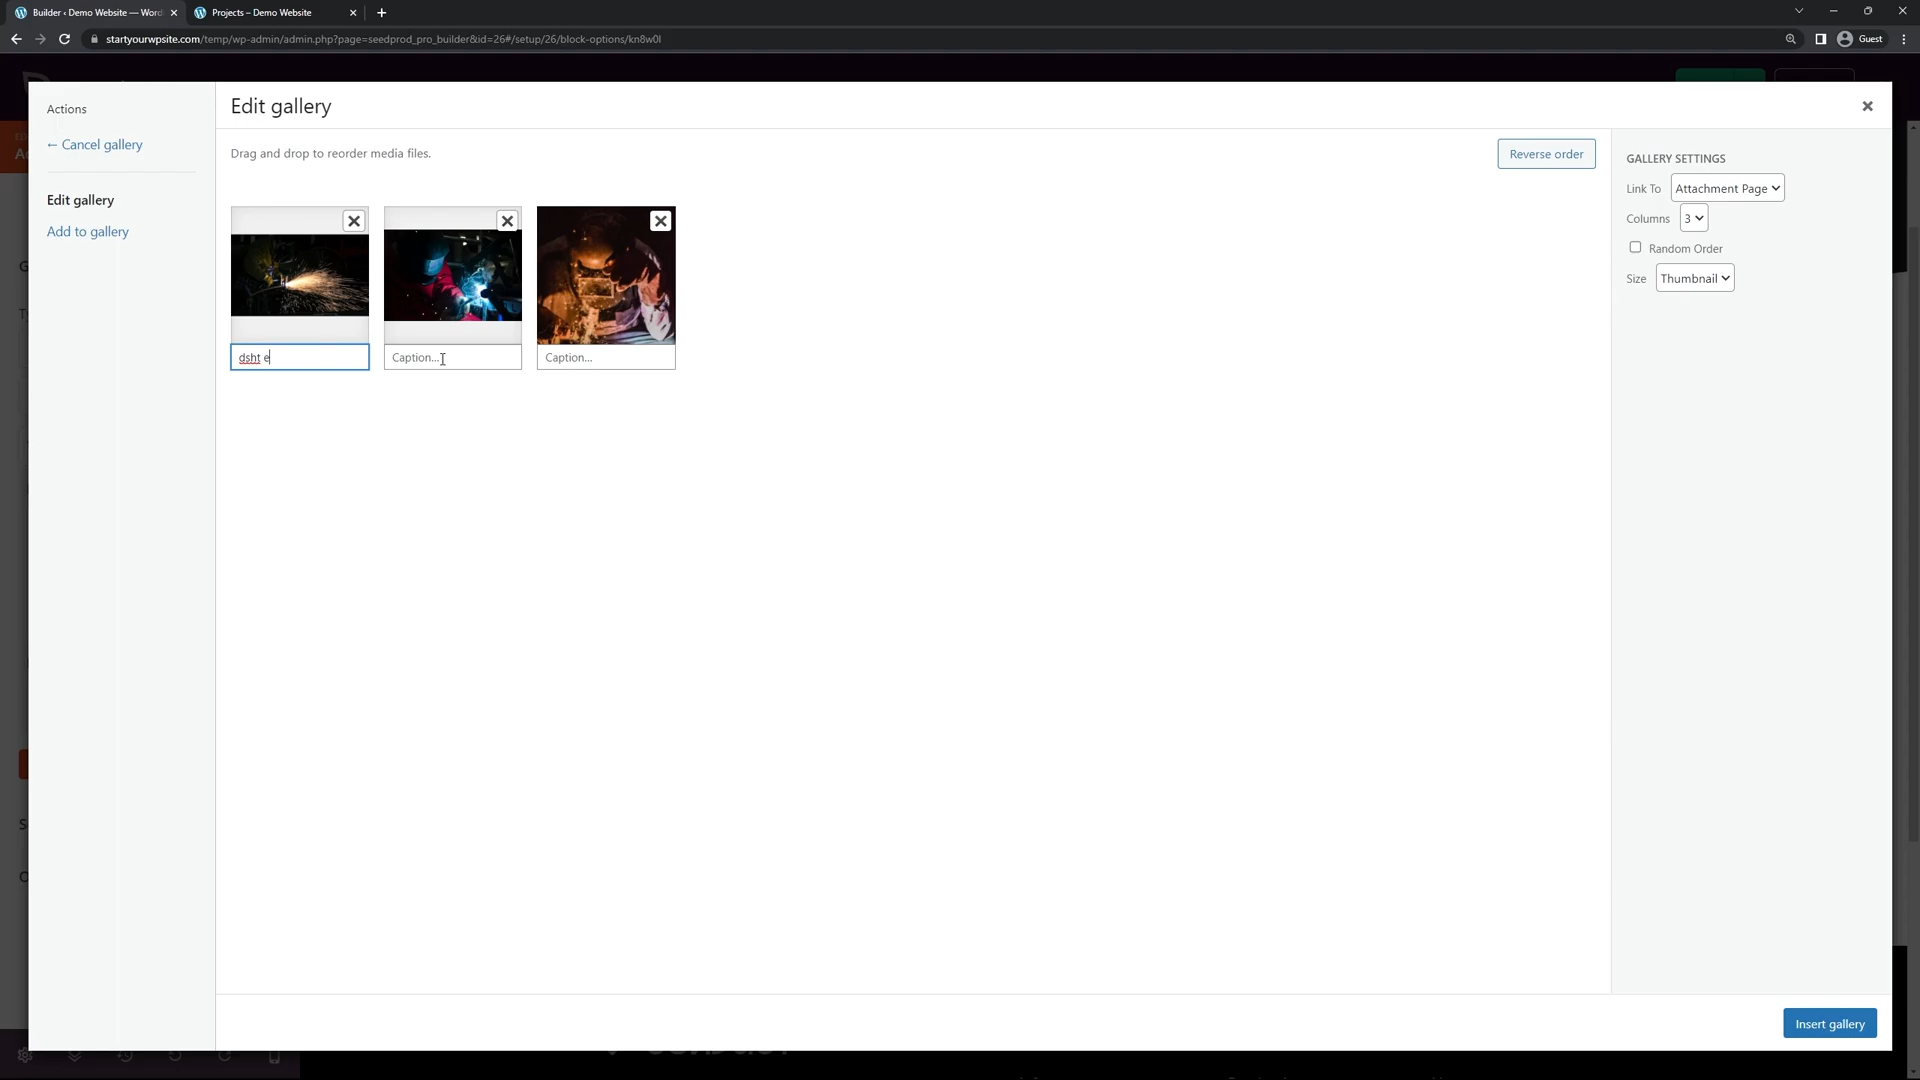 Builder ‹ Demo Website — Word
Projects – Demo Website
startyourwpsite.com/temp/wp-admin/admin.php?page=seedprod_pro_builder&id=26#/setup/26/block-options/kn8w0l
Guest
Actions
← Cancel gallery
Edit gallery
Add to gallery
Edit gallery
Drag and drop to reorder media files.
Reverse order
dsht e
Caption...
Caption...
GALLERY SETTINGS
Link To Attachment Page
Columns 3
Random Order
Size Thumbnail
Insert gallery